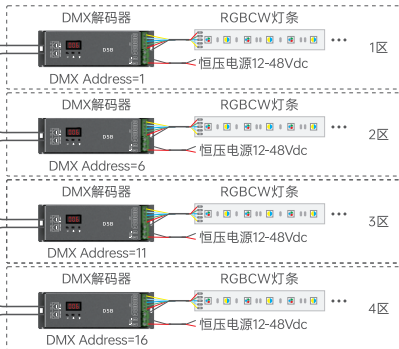 DMX解码器 RGBCW灯条
D5B
1区
恒压电源12-48Vdc
DMX Address=1
DMX解码器 RGBCW灯条
D5B
2区
恒压电源12-48Vdc
DMX Address=6
DMX解码器 RGBCW灯条
D5B
3区
恒压电源12-48Vdc
DMX Address=11
DMX解码器 RGBCW灯条
D5B
4区
恒压电源12-48Vdc
DMX Address=16